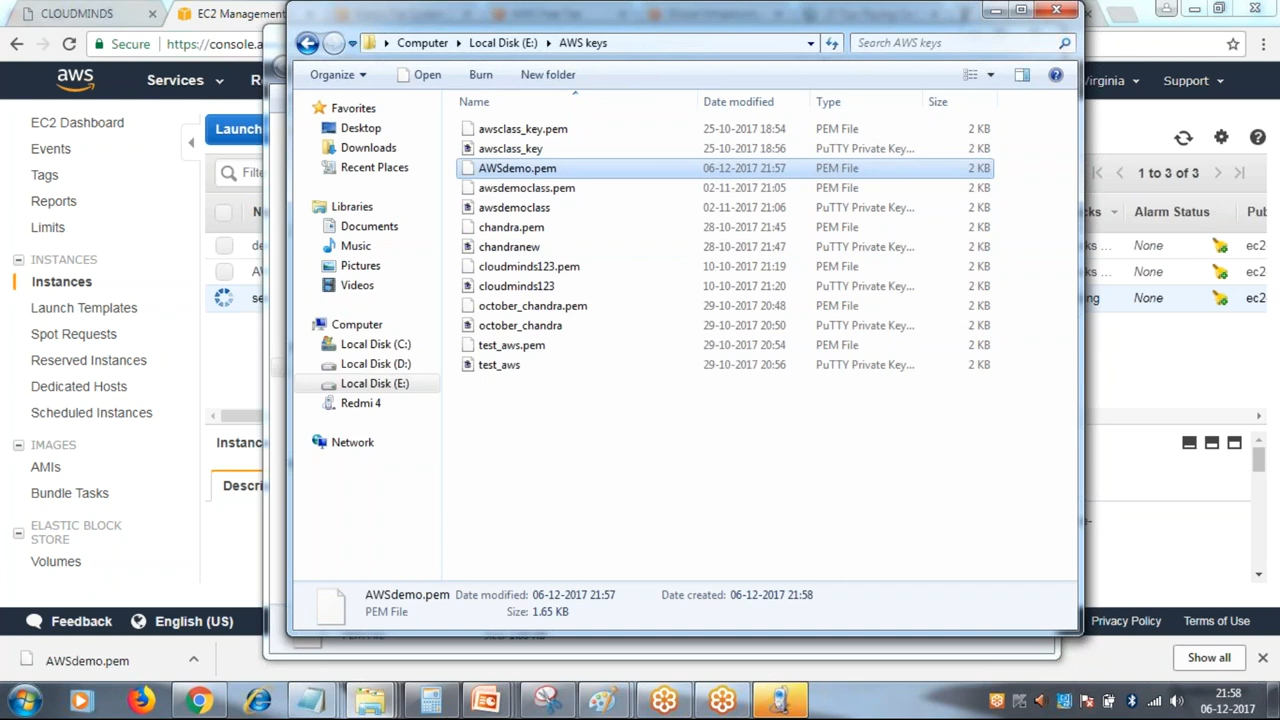 CLOUDMINDS
EC2 Management
Secure
https://console.a
Computer
Local Disk (E:)
AWS keys
Search AWS keys
aws
Services
Virginia
Support
Organize
Open
Burn
New folder
EC2 Dashboard
Events
Tags
Reports
Limits
INSTANCES
Instances
Launch Templates
Spot Requests
Reserved Instances
Dedicated Hosts
Scheduled Instances
IMAGES
AMIs
Bundle Tasks
ELASTIC BLOCK
STORE
Volumes
Launch
Filte
N
de
AW
se
Instanc
Descri
Favorites
Desktop
Downloads
Recent Places
Libraries
Documents
Music
Pictures
Videos
Computer
Local Disk (C:)
Local Disk (D:)
Local Disk (E:)
Redmi 4
Network
Name Date modified Type Size
awsclass_key.pem 25-10-2017 18:54 PEM File 2 KB
awsclass_key 25-10-2017 18:56 PuTTY Private Key... 2 KB
AWSdemo.pem 06-12-2017 21:57 PEM File 2 KB
awsdemoclass.pem 02-11-2017 21:05 PEM File 2 KB
awsdemoclass 02-11-2017 21:06 PuTTY Private Key... 2 KB
chandra.pem 28-10-2017 21:45 PEM File 2 KB
chandranew 28-10-2017 21:47 PuTTY Private Key... 2 KB
cloudminds123.pem 10-10-2017 21:19 PEM File 2 KB
cloudminds123 10-10-2017 21:20 PuTTY Private Key... 2 KB
october_chandra.pem 29-10-2017 20:48 PEM File 2 KB
october_chandra 29-10-2017 20:50 PuTTY Private Key... 2 KB
test_aws.pem 29-10-2017 20:54 PEM File 2 KB
test_aws 29-10-2017 20:56 PuTTY Private Key... 2 KB
1 to 3 of 3
cks Alarm Status Pub
ks ... None ec2
ks ... None ec2
ng None ec2
AWSdemo.pem Date modified: 06-12-2017 21:57 Date created: 06-12-2017 21:58
PEM File Size: 1.65 KB
Feedback
English (US)
Privacy Policy
Terms of Use
AWSdemo.pem
Show all
21:58
06-12-2017